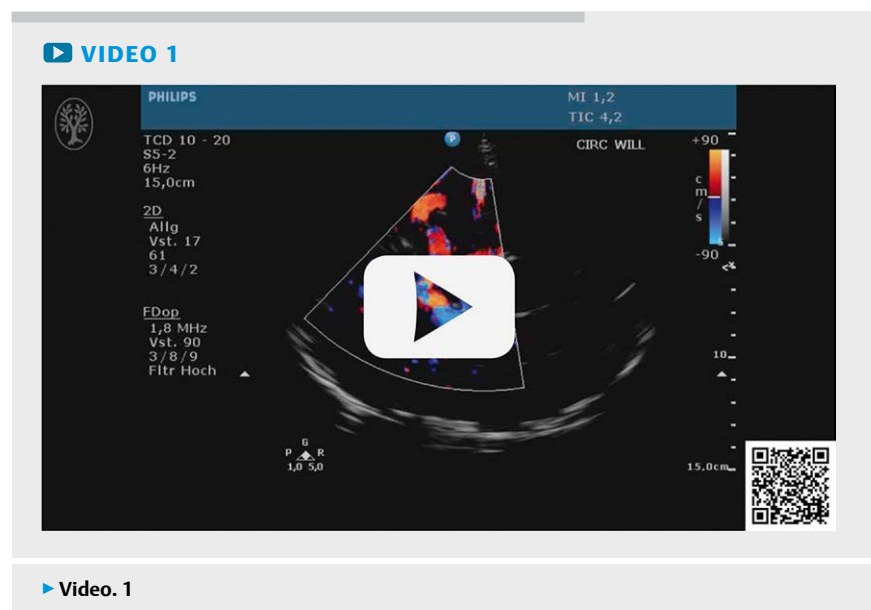 VIDEO 1
PHILIPS
MI 1,2
TIC 4,2
TCD 10 - 20
S5-2
6Hz
15,0cm
2D
Allg
Vst. 17
61
3/4/2
FDop
1,8 MHz
Vst. 90
3/8/9
Fltr Hoch
P
CIRC WILL
+90
c
m
/
s
S
-90
10
15,0cm
G
P R
1,0 5,0
Video. 1